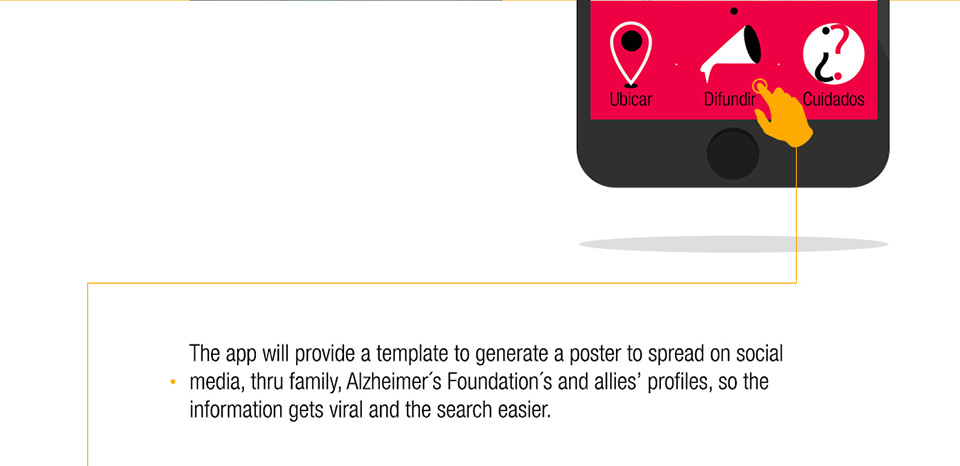 Ubicar
Difundir
Cuidados
The app will provide a template to generate a poster to spread on social
media, thru family, Alzheimer´s Foundation´s and allies’ profiles, so the
information gets viral and the search easier.